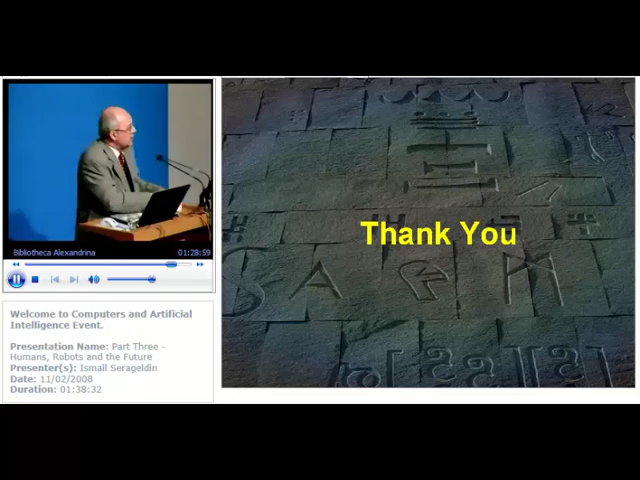 Bibliotheca Alexandrina 01:28:59
Welcome to Computers and Artificial
Intelligence Event.
Presentation Name: Part Three -
Humans, Robots and the Future
Presenter(s): Ismail Serageldin
Date: 11/02/2008
Duration: 01:38:32
Thank You